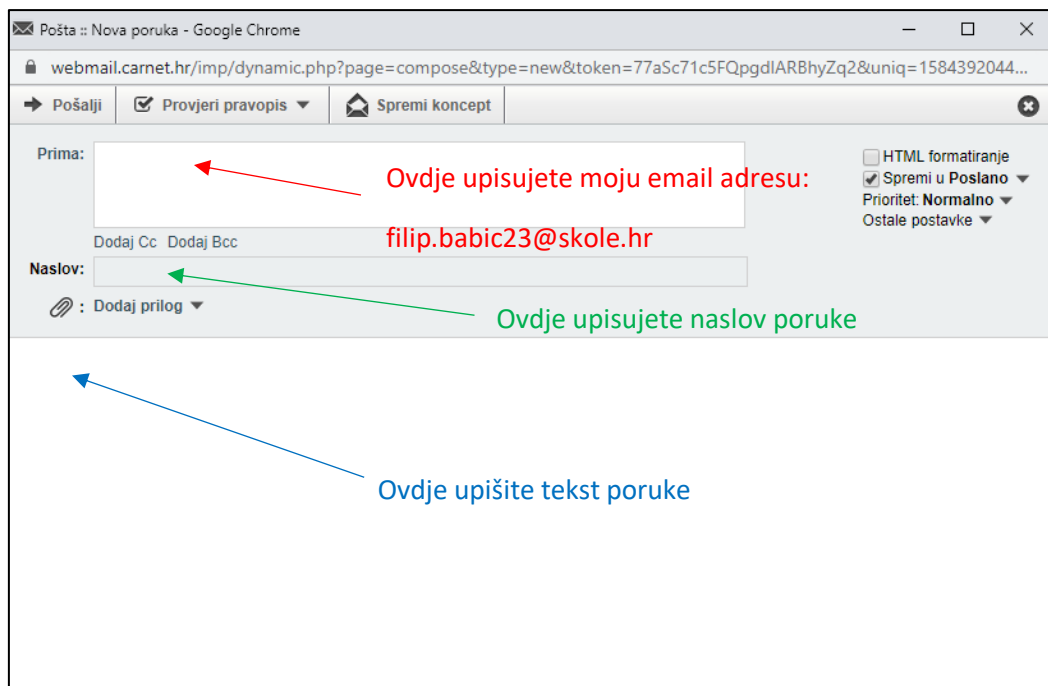 Pošta :: Nova poruka - Google Chrome
webmail.carnet.hr/imp/dynamic.php?page=compose&type=new&token=77aSc71c5FQpgdIARBhyZq2&uniq=1584392044...
Pošalji Provjeri pravopis Spremi koncept
Prima:
HTML formatiranje
Spremi u Poslano
Prioritet: Normalno
Ostale postavke
Ovdje upisujete moju email adresu:
filip.babic23@skole.hr
Dodaj Cc Dodaj Bcc
Naslov:
: Dodaj prilog
Ovdje upisujete naslov poruke
Ovdje upišite tekst poruke